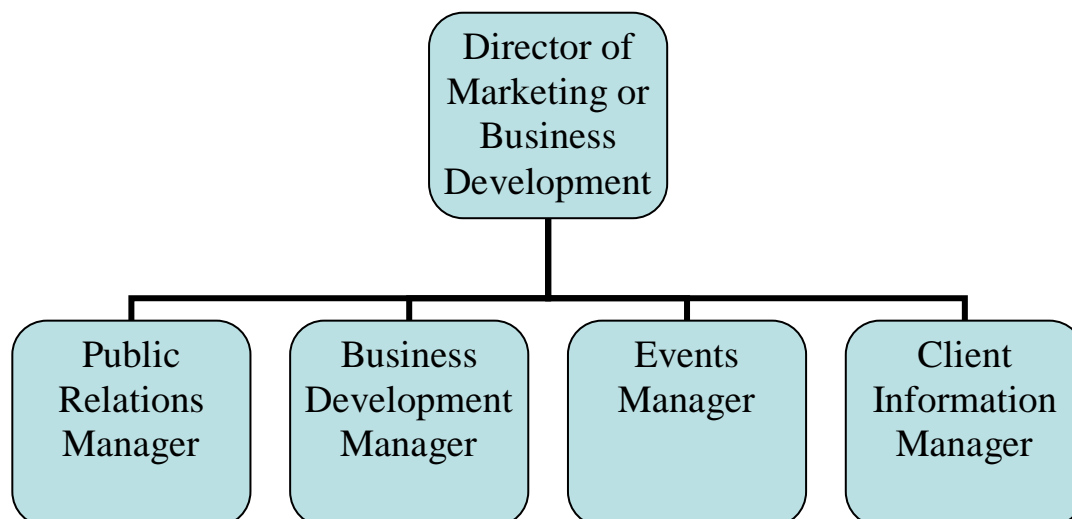 Director of
Marketing or
Business
Development
Public
Relations
Manager
Business
Development
Manager
Events
Manager
Client
Information
Manager